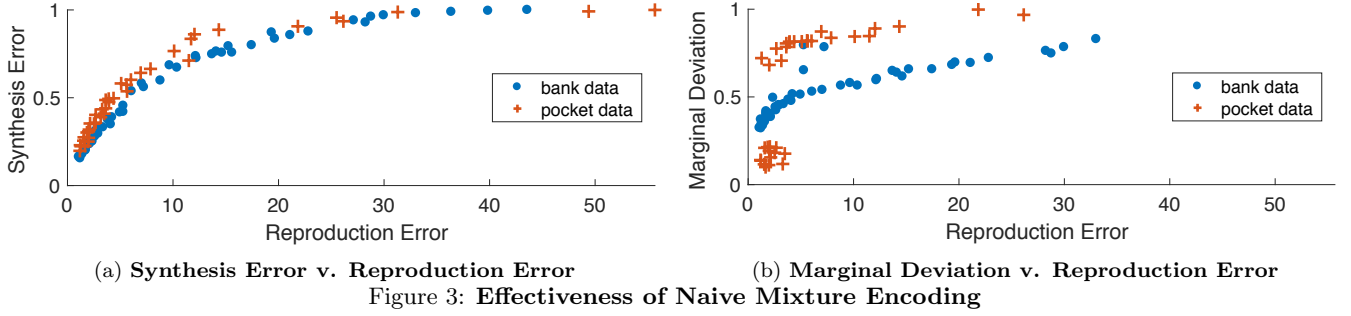 Synthesis Error
1
0.5
0
bank data
pocket data
0 10 20 30 40 50
Reproduction Error
(a) Synthesis Error v. Reproduction Error
Marginal Deviation
1
0.5
1
bank data
pocket data
0 10 20 30 40 50
Reproduction Error
(b) Marginal Deviation v. Reproduction Error
Figure 3: Effectiveness of Naive Mixture Encoding